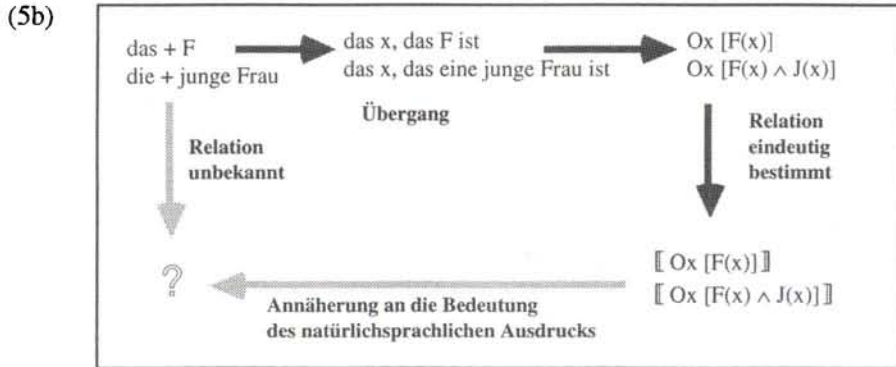 (5b)
das + F
die + junge Frau
das x, das F ist
das x, das eine junge Frau ist
Ox [F(x)]
Ox [F(x) ∧ J(x)]
Übergang
Relation
unbekannt
Relation
eindeutig
bestimmt
?
⟦ Ox [F(x)]⟧
⟦ Ox [F(x) ∧ J(x)]⟧
Annäherung an die Bedeutung
des natürlichsprachlichen Ausdrucks